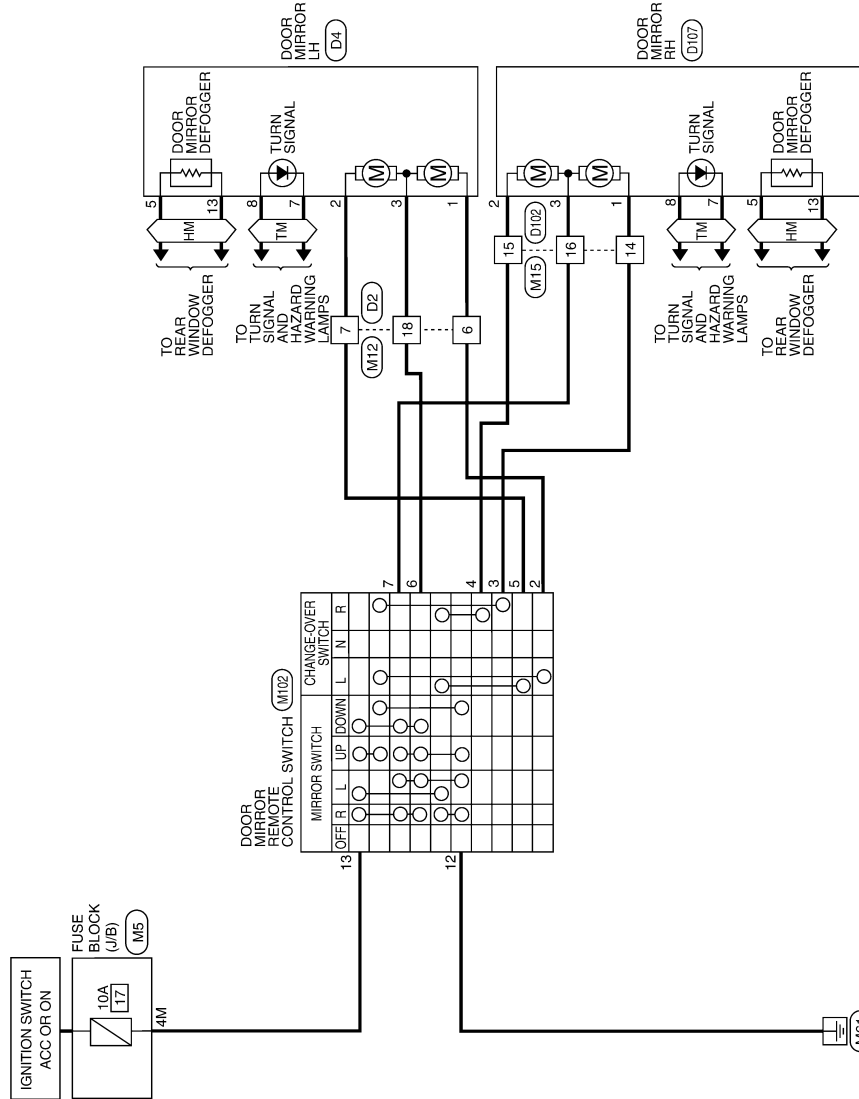 IGNITION SWITCH
ACC OR ON
FUSE
BLOCK
(J/B)
M5
10A
17
4M
DOOR
MIRROR
REMOTE
CONTROL SWITCH
M102
MIRROR SWITCH
CHANGE-OVER
SWITCH
OFF
R
L
UP
DOWN
L
N
R
13
12
7
6
4
3
5
2
M12
D2
7
18
6
M15
D102
15
16
14
TO
REAR
WINDOW
DEFOGGER
HM
5
13
TO
TURN
SIGNAL
AND
HAZARD
WARNING
LAMPS
TM
8
7
2
3
1
DOOR
MIRROR
DEFOGGER
TURN
SIGNAL
M
M
DOOR
MIRROR
LH
D4
2
3
1
M
M
TO
TURN
SIGNAL
AND
HAZARD
WARNING
LAMPS
TM
8
7
TURN
SIGNAL
TO
REAR
WINDOW
DEFOGGER
HM
5
13
DOOR
MIRROR
DEFOGGER
DOOR
MIRROR
RH
D107